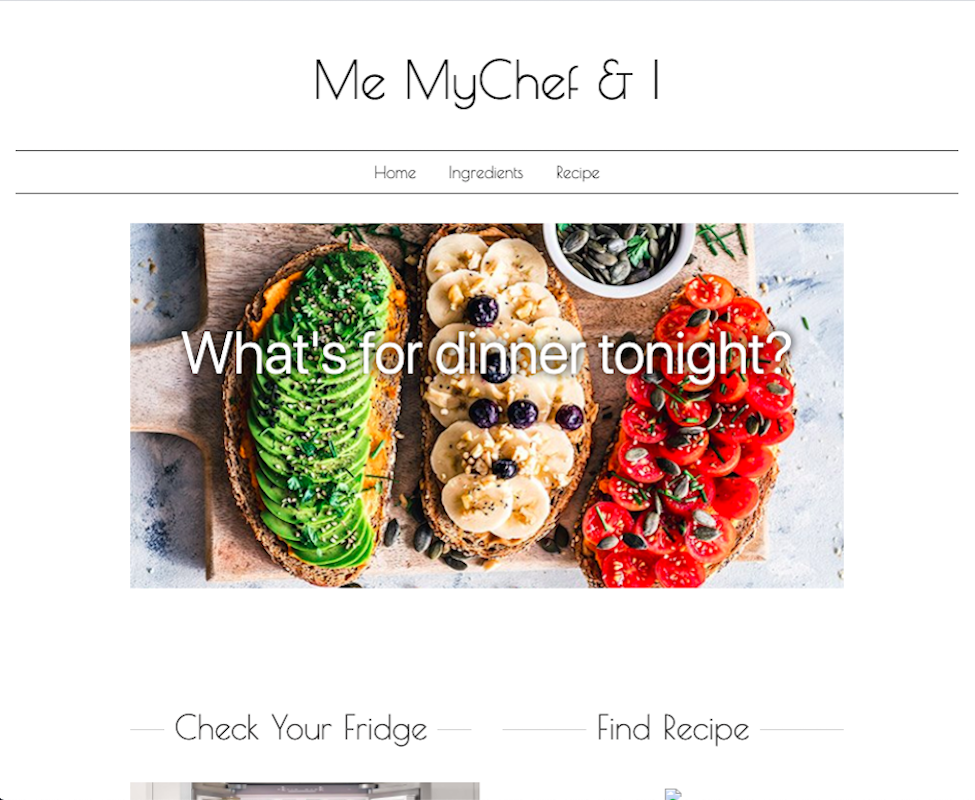 Me MyChef & I
Home Ingredients Recipe
What's for dinner tonight?
Check Your Fridge Find Recipe